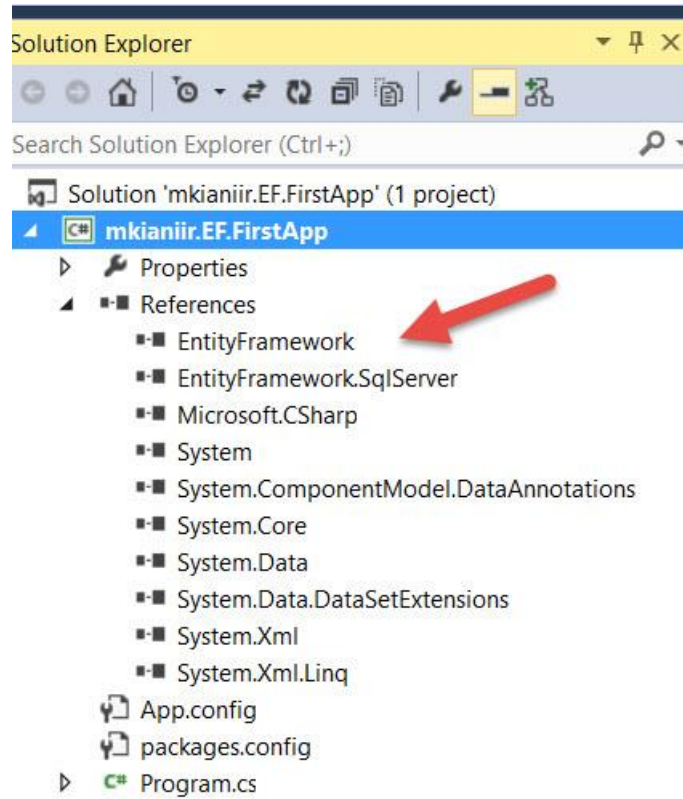 Solution Explorer
Search Solution Explorer (Ctrl+;)
Solution 'mkianiir.EF.FirstApp' (1 project)
C# mkianiir.EF.FirstApp
Properties
References
EntityFramework
EntityFramework.SqlServer
Microsoft.CSharp
System
System.ComponentModel.DataAnnotations
System.Core
System.Data
System.Data.DataSetExtensions
System.Xml
System.Xml.Linq
App.config
packages.config
C# Program.cs